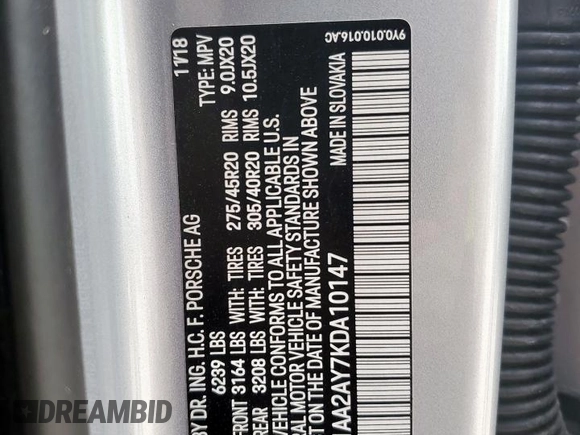 11/18
BY DR. ING. H.C. F. PORSCHE AG TYPE: MPV
6239 LBS
FRONT 3164 LBS WITH: TIRES 275/45R20 RIMS 9.0JX20
REAR 3208 LBS WITH: TIRES 305/40R20 RIMS 10.5JX20
VEHICLE CONFORMS TO ALL APPLICABLE U.S.
RAL MOTOR VEHICLE SAFETY STANDARDS IN
DATE OF MANUFACTURE SHOWN ABOVE
AA2AY7KDA10147 MADE IN SLOVAKIA
9Y0.010.016.AC
DREAMBID